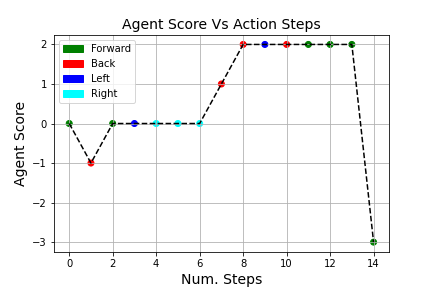 Agent Score Vs Action Steps
Forward
Back
Left
Right
2
1
0
−1
−2
−3
Agent Score
0 2 4 6 8 10 12 14
Num. Steps